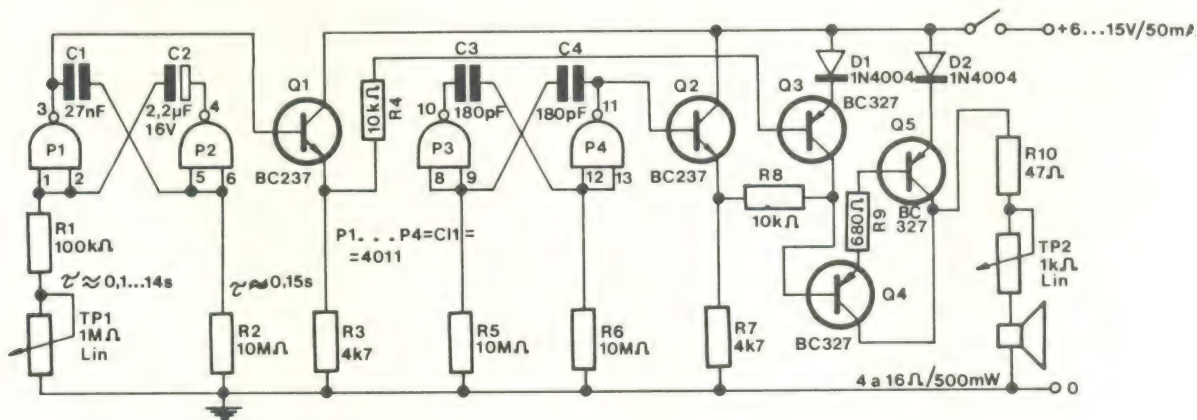 C1
27nF
C2
2,2µF
16V
3
4
P1
P2
1
2
5
6
R1
100kΩ
τ≈0,1...14s
τ≈0,15s
TP1
1MΩ
Lin
R2
10MΩ
Q1
BC237
10kΩ
R4
R3
4k7
C3
180pF
C4
180pF
10
11
P3
P4
8
9
12
13
P1...P4=CI1=
=4011
R5
10MΩ
R6
10MΩ
Q2
BC237
R8
10kΩ
R7
4k7
D1
1N4004
D2
1N4004
Q3
BC327
Q5
BC
327
680Ω
R9
Q4
BC327
R10
47Ω
TP2
1kΩ
Lin
4 a 16Ω/500mW
+6...15V/50m
0